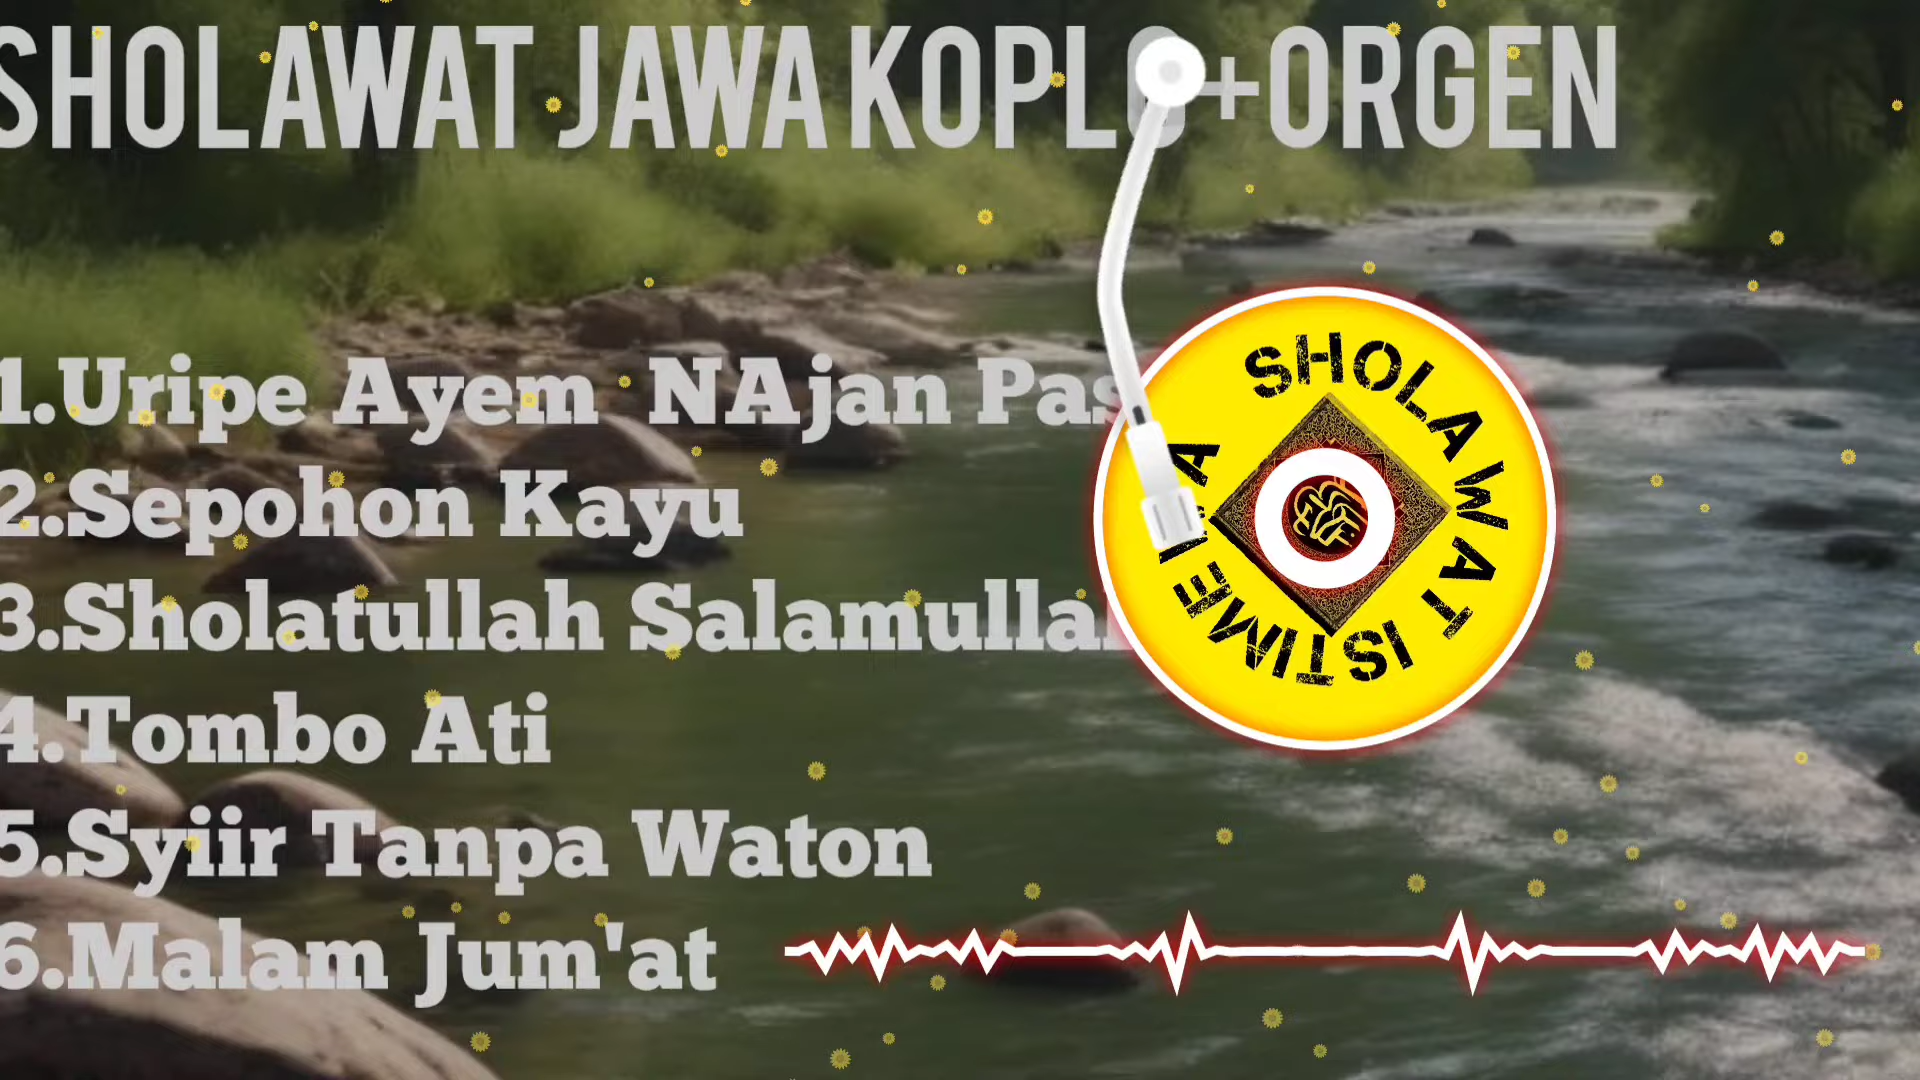 SHOLAWAT JAWA KOPLO+ORGEN
1.Uripe Ayem NAjan Pas
2.Sepohon Kayu
3.Sholatullah
4.Tombo Ati
5.Syiir Tanpa Waton
6.Malam Jum'at
SHOLAWAT ISTIMEWA